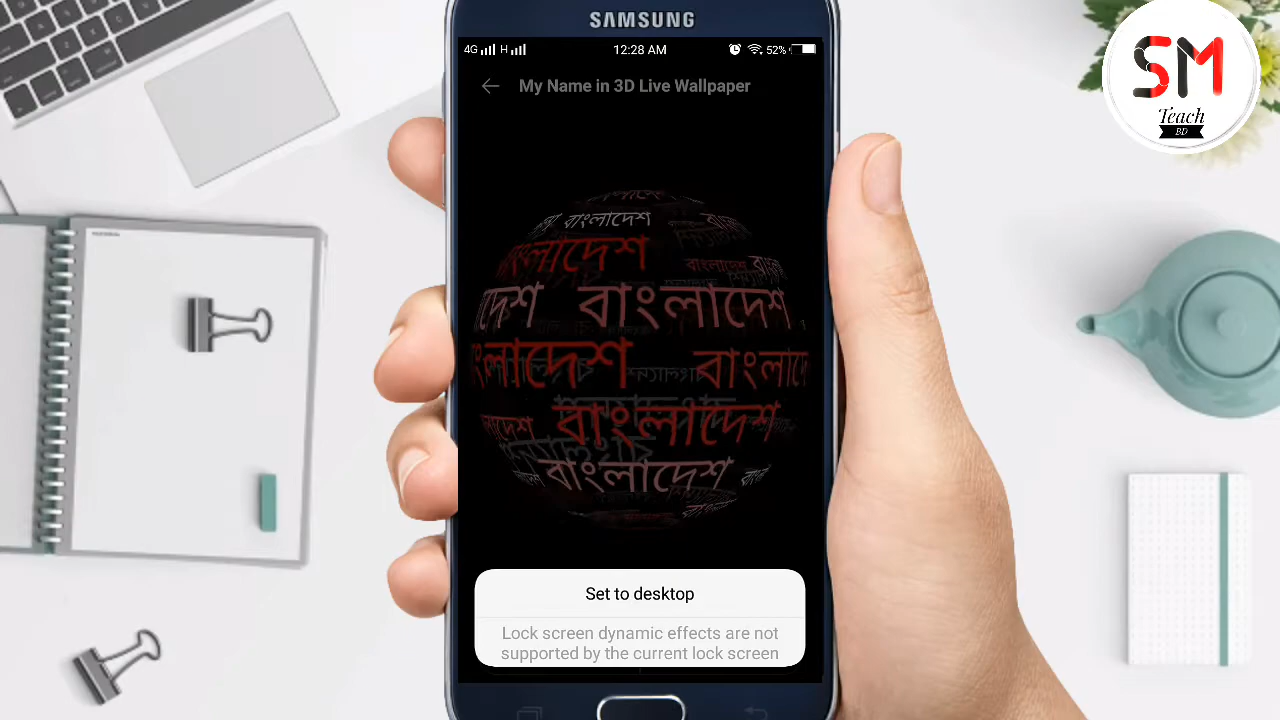 SAMSUNG
4G H 12:28 AM 52%
My Name in 3D Live Wallpaper
বাংলাদেশ
বাংলাদেশ
বাংলাদেশ
বাংলাদেশ
বাংলাদেশ
বাংলাদেশ
বাংলাদেশ
বাংলাদেশ
Set to desktop
Lock screen dynamic effects are not
supported by the current lock screen
SM
Teach
BD